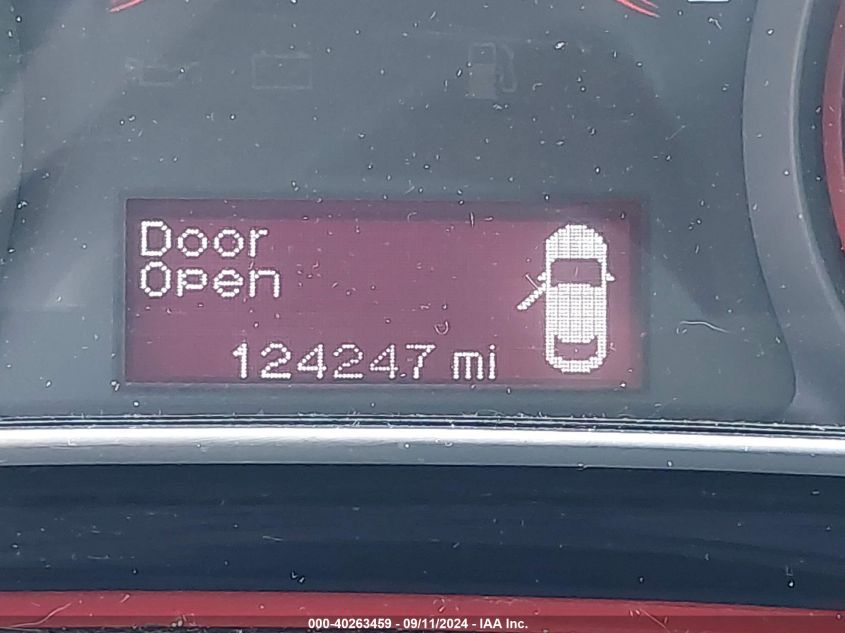 Door
Open
124247 mi
000-40263459 - 09/11/2024 - IAA Inc.